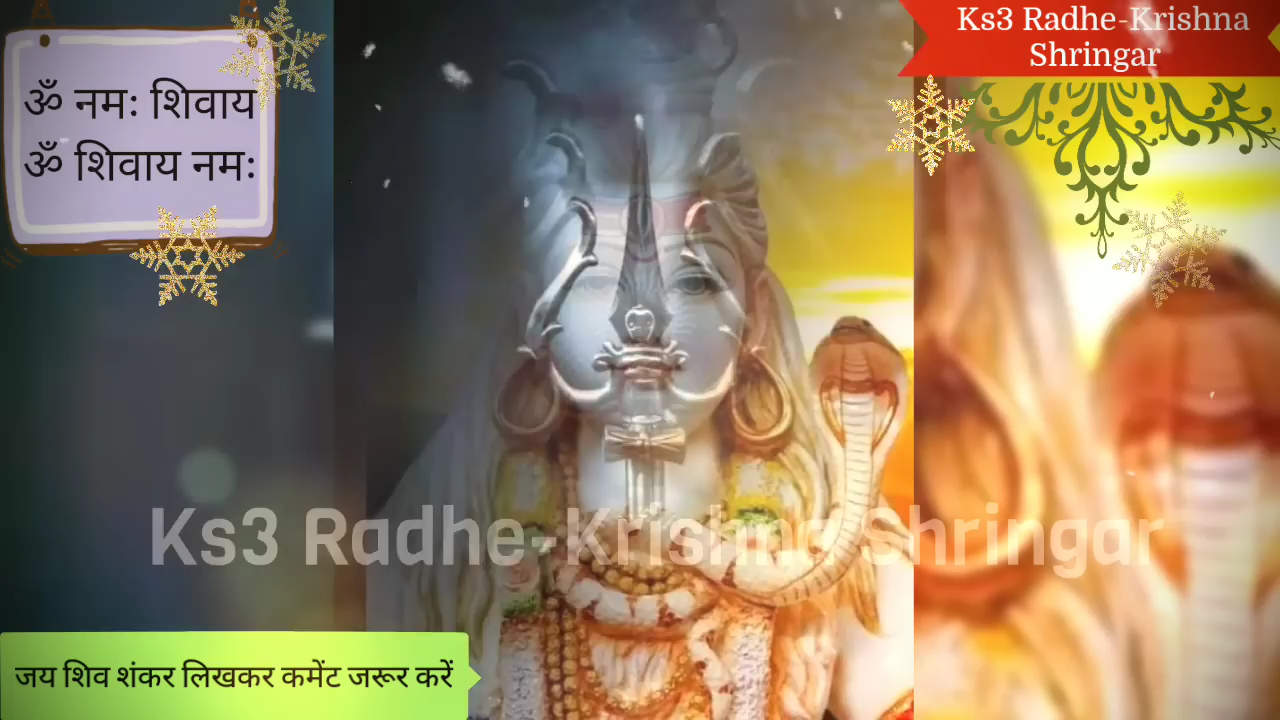 ॐ नमः शिवाय
ॐ शिवाय नमः
Ks3 Radhe-Krishna
Shringar
Ks3 Radhe-Krishna Shringar
जय शिव शंकर लिखकर कमेंट जरूर करें